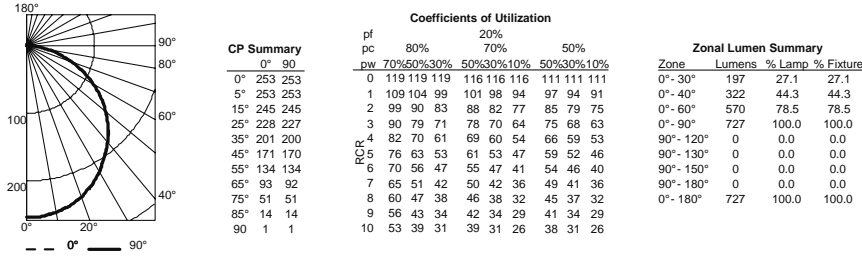 180°
90°
80°
60°
40°
20°
0°
100
200
0° 90°
CP Summary
0° 90
0° 253 253
5° 253 253
15° 245 245
25° 228 227
35° 201 200
45° 171 170
55° 134 134
65° 93 92
75° 51 51
85° 14 14
90 1 1
Coefficients of Utilization
pf 20%
pc 80% 70% 50%
pw 70%50%30% 50%30%10% 50%30%10%
RCR
0 119 119 119 116 116 116 111 111 111
1 109 104 99 101 98 94 97 94 91
2 99 90 83 88 82 77 85 79 75
3 90 79 71 78 70 64 75 68 63
4 82 70 61 69 60 54 66 59 53
5 76 63 53 61 53 47 59 52 46
6 70 56 47 55 47 41 54 46 40
7 65 51 42 50 42 36 49 41 36
8 60 47 38 46 38 32 45 37 32
9 56 43 34 42 34 29 41 34 29
10 53 39 31 39 31 26 38 31 26
Zonal Lumen Summary
Zone Lumens % Lamp % Fixture
0°- 30° 197 27.1 27.1
0°- 40° 322 44.3 44.3
0°- 60° 570 78.5 78.5
0°- 90° 727 100.0 100.0
90°- 120° 0 0.0 0.0
90°- 130° 0 0.0 0.0
90°- 150° 0 0.0 0.0
90°- 180° 0 0.0 0.0
0°- 180° 727 100.0 100.0